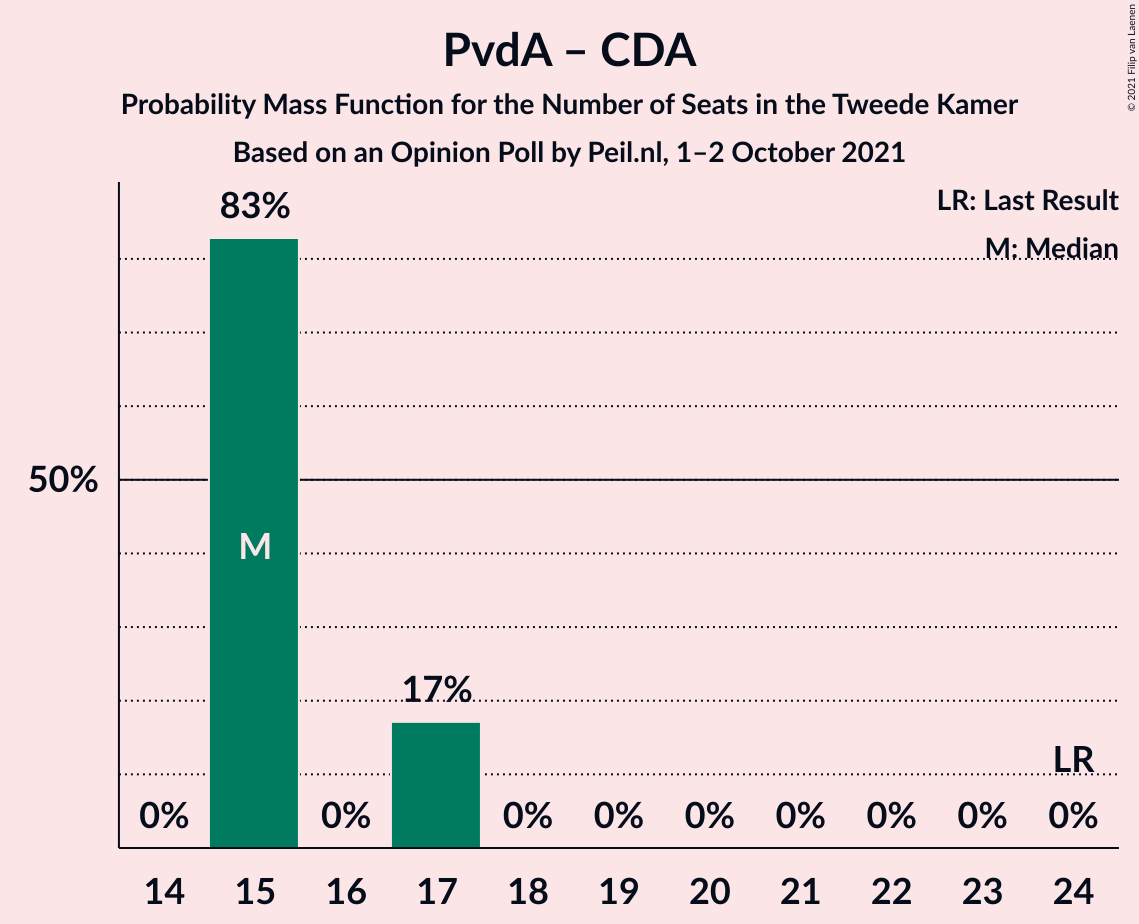 PvdA – CDA
Probability Mass Function for the Number of Seats in the Tweede Kamer
Based on an Opinion Poll by Peil.nl, 1–2 October 2021
© 2021 Filip van Laenen
LR: Last Result
M: Median
83%
50%
M
17%
LR
0% 0% 0% 0% 0% 0% 0% 0% 0%
14 15 16 17 18 19 20 21 22 23 24